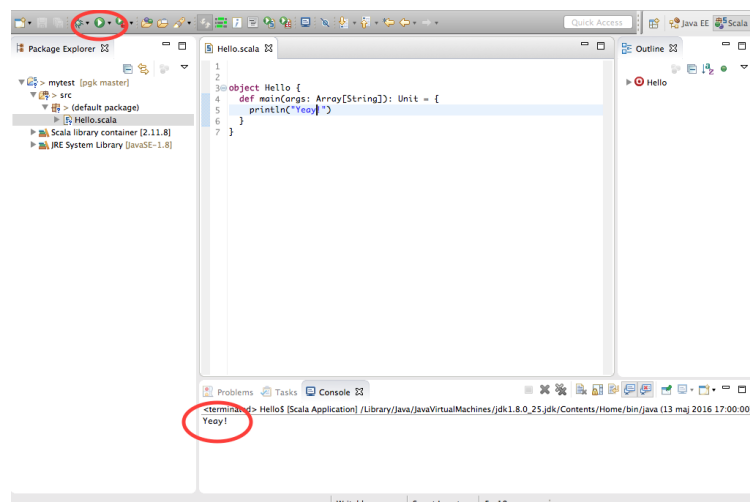 Quick Access
Java EE
Scala
Package Explorer
Hello.scala
Outline
> mytest [pgk master]
> src
> (default package)
Hello.scala
Scala library container [2.11.8]
JRE System Library [JavaSE-1.8]
1
2
3 object Hello {
4 def main(args: Array[String]): Unit = {
5 println("Yeay!")
6 }
7 }
Hello
Problems
Tasks
Console
<terminated> Hello$ [Scala Application] /Library/Java/JavaVirtualMachines/jdk1.8.0_25.jdk/Contents/Home/bin/java (13 maj 2016 17:00:00
Yeay!